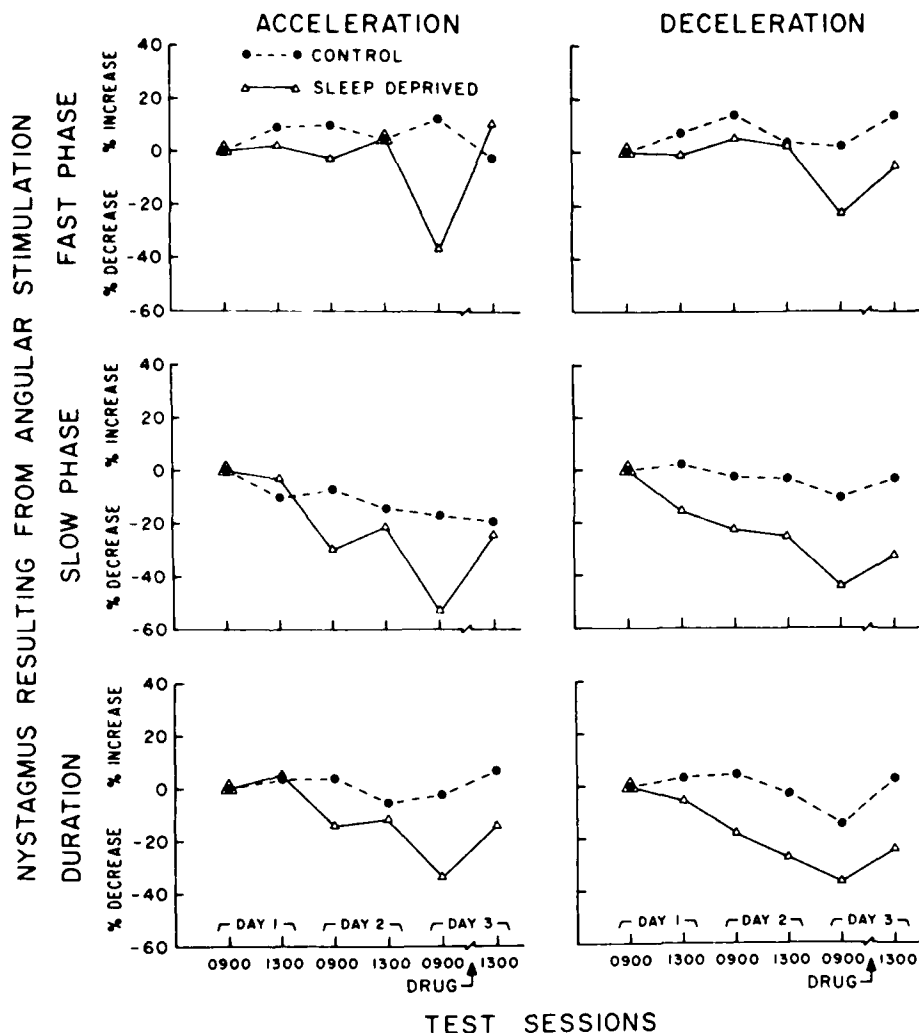 ACCELERATION
DECELERATION
CONTROL
SLEEP DEPRIVED
NYSTAGMUS RESULTING FROM ANGULAR STIMULATION
FAST PHASE
% INCREASE
% DECREASE
40
20
0
-20
-40
-60
SLOW PHASE
% INCREASE
% DECREASE
40
20
0
-20
-40
-60
DURATION
% INCREASE
% DECREASE
40
20
0
-20
-40
-60
DAY 1 DAY 2 DAY 3
0900 1300 0900 1300 0900 1300
DRUG
DAY 1 DAY 2 DAY 3
0900 1300 0900 1300 0900 1300
DRUG
TEST SESSIONS